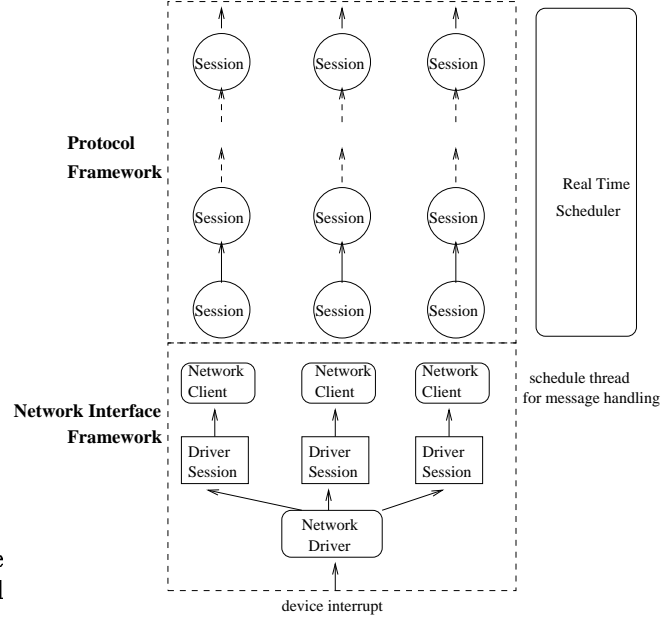 Session Session Session
Protocol
Framework
Real Time
Scheduler
Session Session Session
Session Session Session
Network Network Network
Client Client Client
schedule thread
for message handling
Network Interface
Framework
Driver Driver Driver
Session Session Session
Network
Driver
e
l
device interrupt